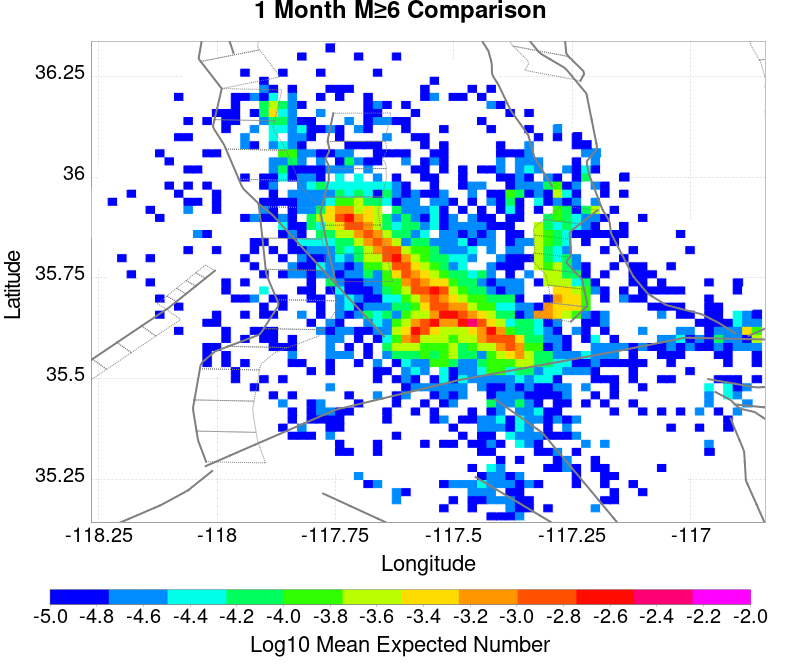 1 Month M≥6 Comparison
36.25
36
35.75
35.5
35.25
Latitude
-118.25 -118 -117.75 -117.5 -117.25 -117
Longitude
-5.0 -4.8 -4.6 -4.4 -4.2 -4.0 -3.8 -3.6 -3.4 -3.2 -3.0 -2.8 -2.6 -2.4 -2.2 -2.0
Log10 Mean Expected Number